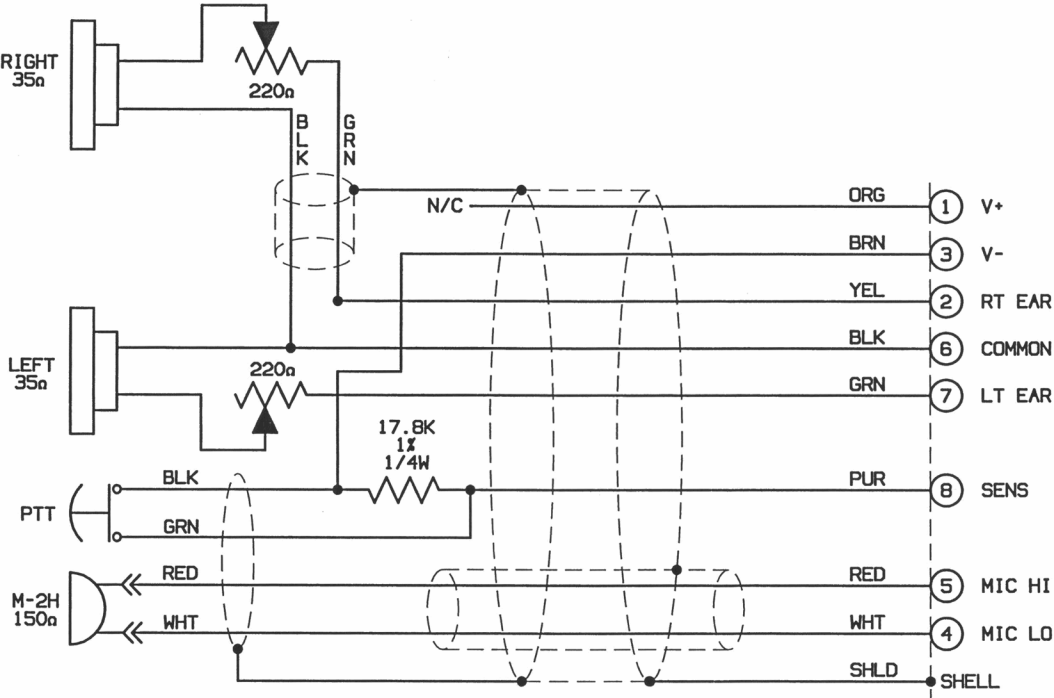 RIGHT
35Ω
220Ω
BLK
GRN
N/C
ORG
1
V+
BRN
3
V-
YEL
2
RT EAR
BLK
6
COMMON
LEFT
35Ω
220Ω
GRN
7
LT EAR
17.8K
1%
1/4W
BLK
PUR
8
SENS
PTT
GRN
RED
RED
5
MIC HI
M-2H
150Ω
WHT
WHT
4
MIC LO
SHLD
SHELL